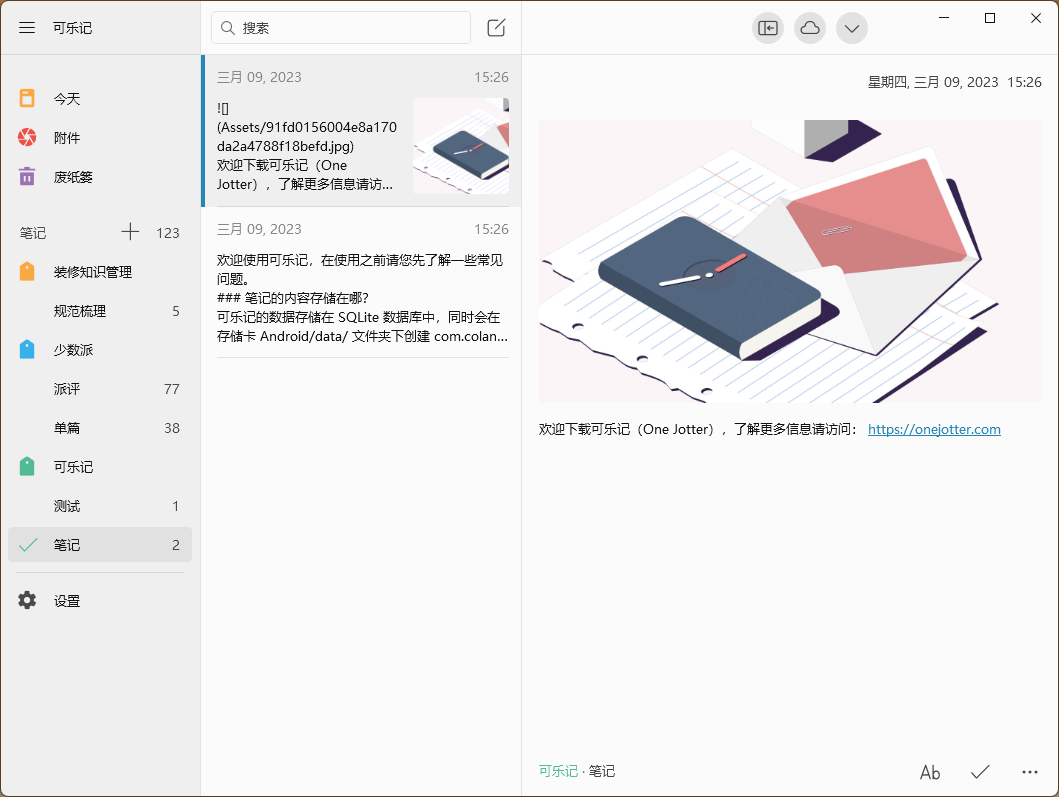 可乐记
今天
附件
废纸篓
笔记 123
装修知识管理
规范梳理 5
少数派
派评 77
单篇 38
可乐记
测试 1
笔记 2
设置
搜索
三月 09, 2023 15:26
![]
(Assets/91fd0156004e8a170
da2a4788f18befd.jpg)
欢迎下载可乐记（One
Jotter），了解更多信息请访...
三月 09, 2023 15:26
欢迎使用可乐记，在使用之前请您先了解一些常见
问题。
### 笔记的内容存储在哪？
可乐记的数据存储在 SQLite 数据库中，同时会在
存储卡 Android/data/ 文件夹下创建 com.colan...
星期四, 三月 09, 2023 15:26
欢迎下载可乐记（One Jotter），了解更多信息请访问： https://onejotter.com
可乐记 · 笔记
Ab